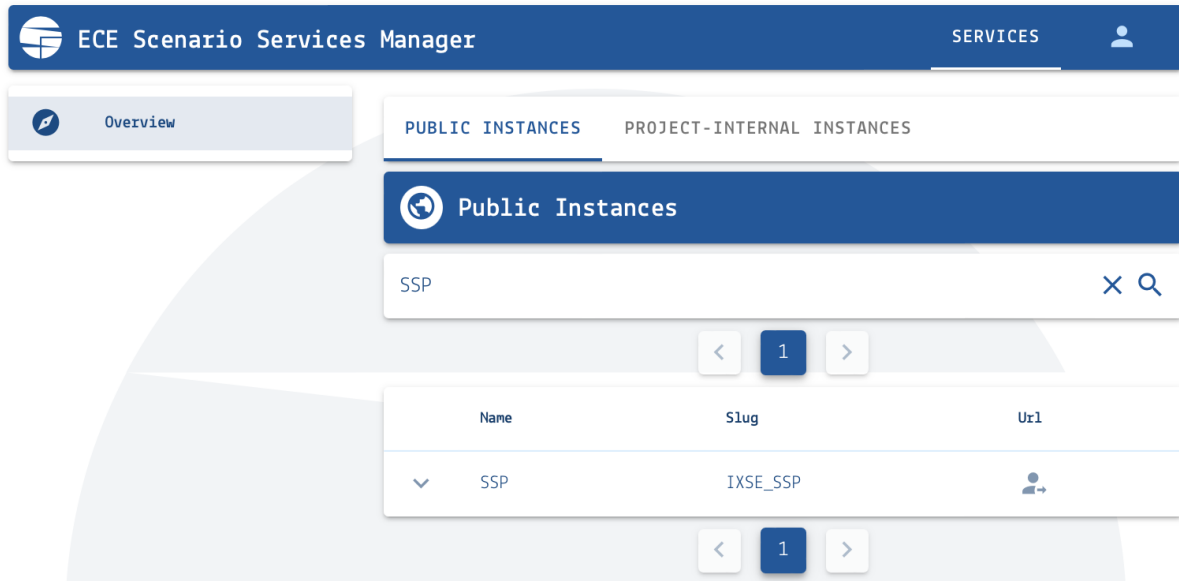 ECE Scenario Services Manager
SERVICES
Overview
PUBLIC INSTANCES PROJECT-INTERNAL INSTANCES
Public Instances
SSP
1
Name Slug Url
SSP IXSE_SSP
1